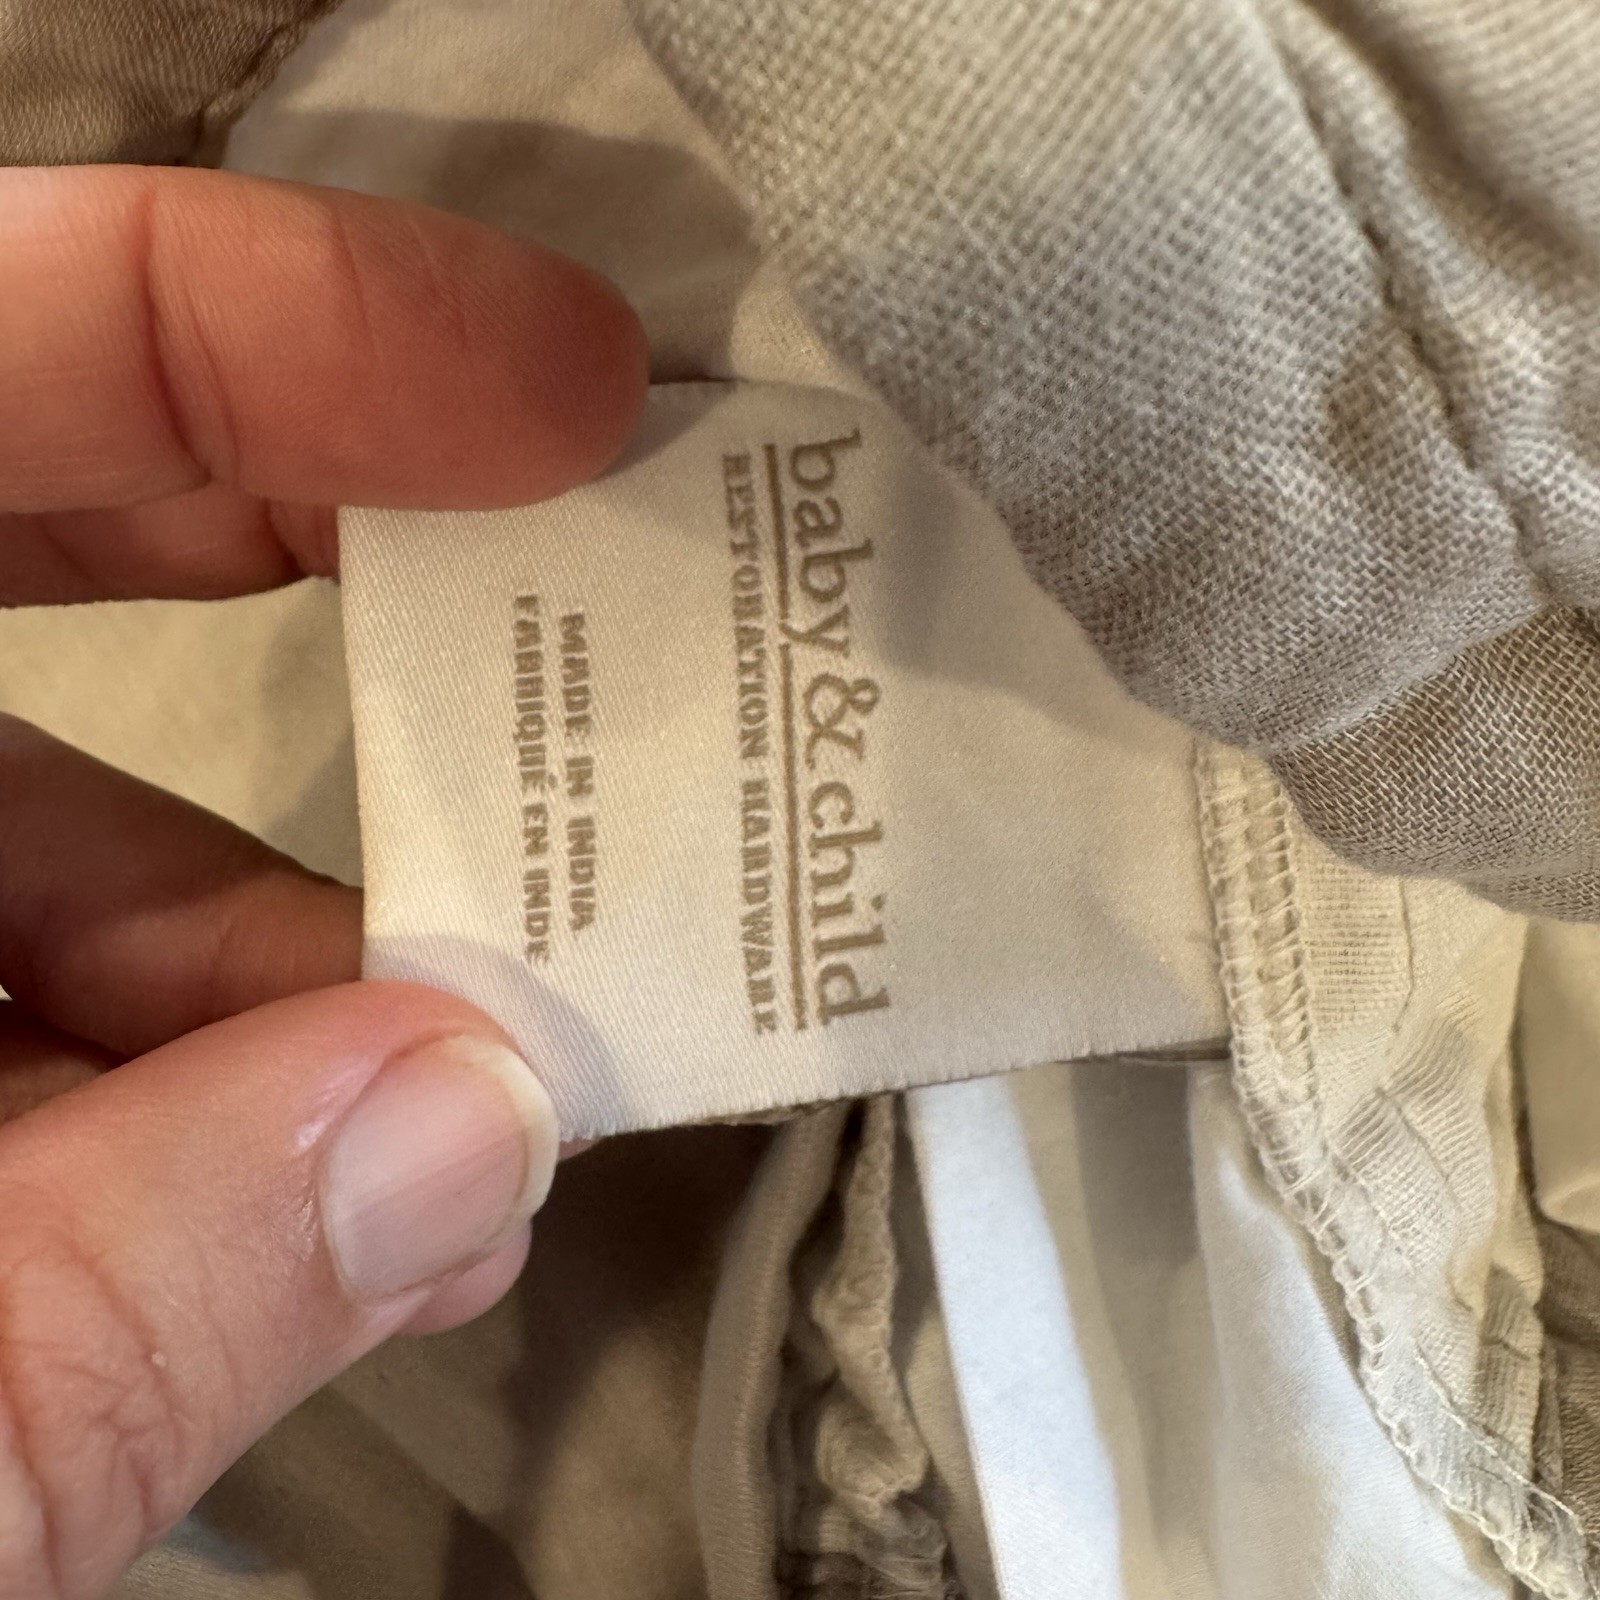 baby & child
RESTORATION HARDWARE
MADE IN INDIA
FABRIQUÉ EN INDE